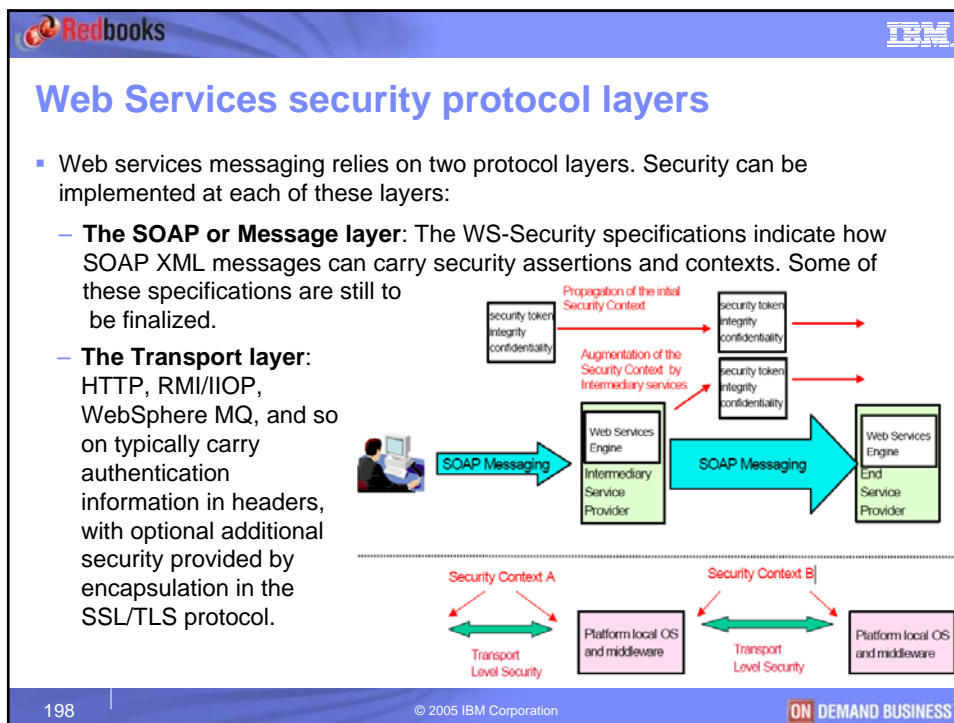 Redbooks
IBM
Web Services security protocol layers
Web services messaging relies on two protocol layers. Security can be
implemented at each of these layers:
– The SOAP or Message layer: The WS-Security specifications indicate how
SOAP XML messages can carry security assertions and contexts. Some of
these specifications are still to
be finalized.
– The Transport layer:
HTTP, RMI/IIOP,
WebSphere MQ, and so
on typically carry
authentication
information in headers,
with optional additional
security provided by
encapsulation in the
SSL/TLS protocol.
Propagation of the intial
Security Context
security token
integrity
confidentiality
security token
integrity
confidentiality
Augmentation of the
Security Context by
Intermediary services
security token
integrity
confidentiality
SOAP Messaging
Web Services
Engine
Intermediary
Service
Provider
SOAP Messaging
Web Services
Engine
End
Service
Provider
Security Context A
Security Context B
Transport
Level Security
Platform local OS
and middleware
Transport
Level Security
Platform local OS
and middleware
198
© 2005 IBM Corporation
ON DEMAND BUSINESS